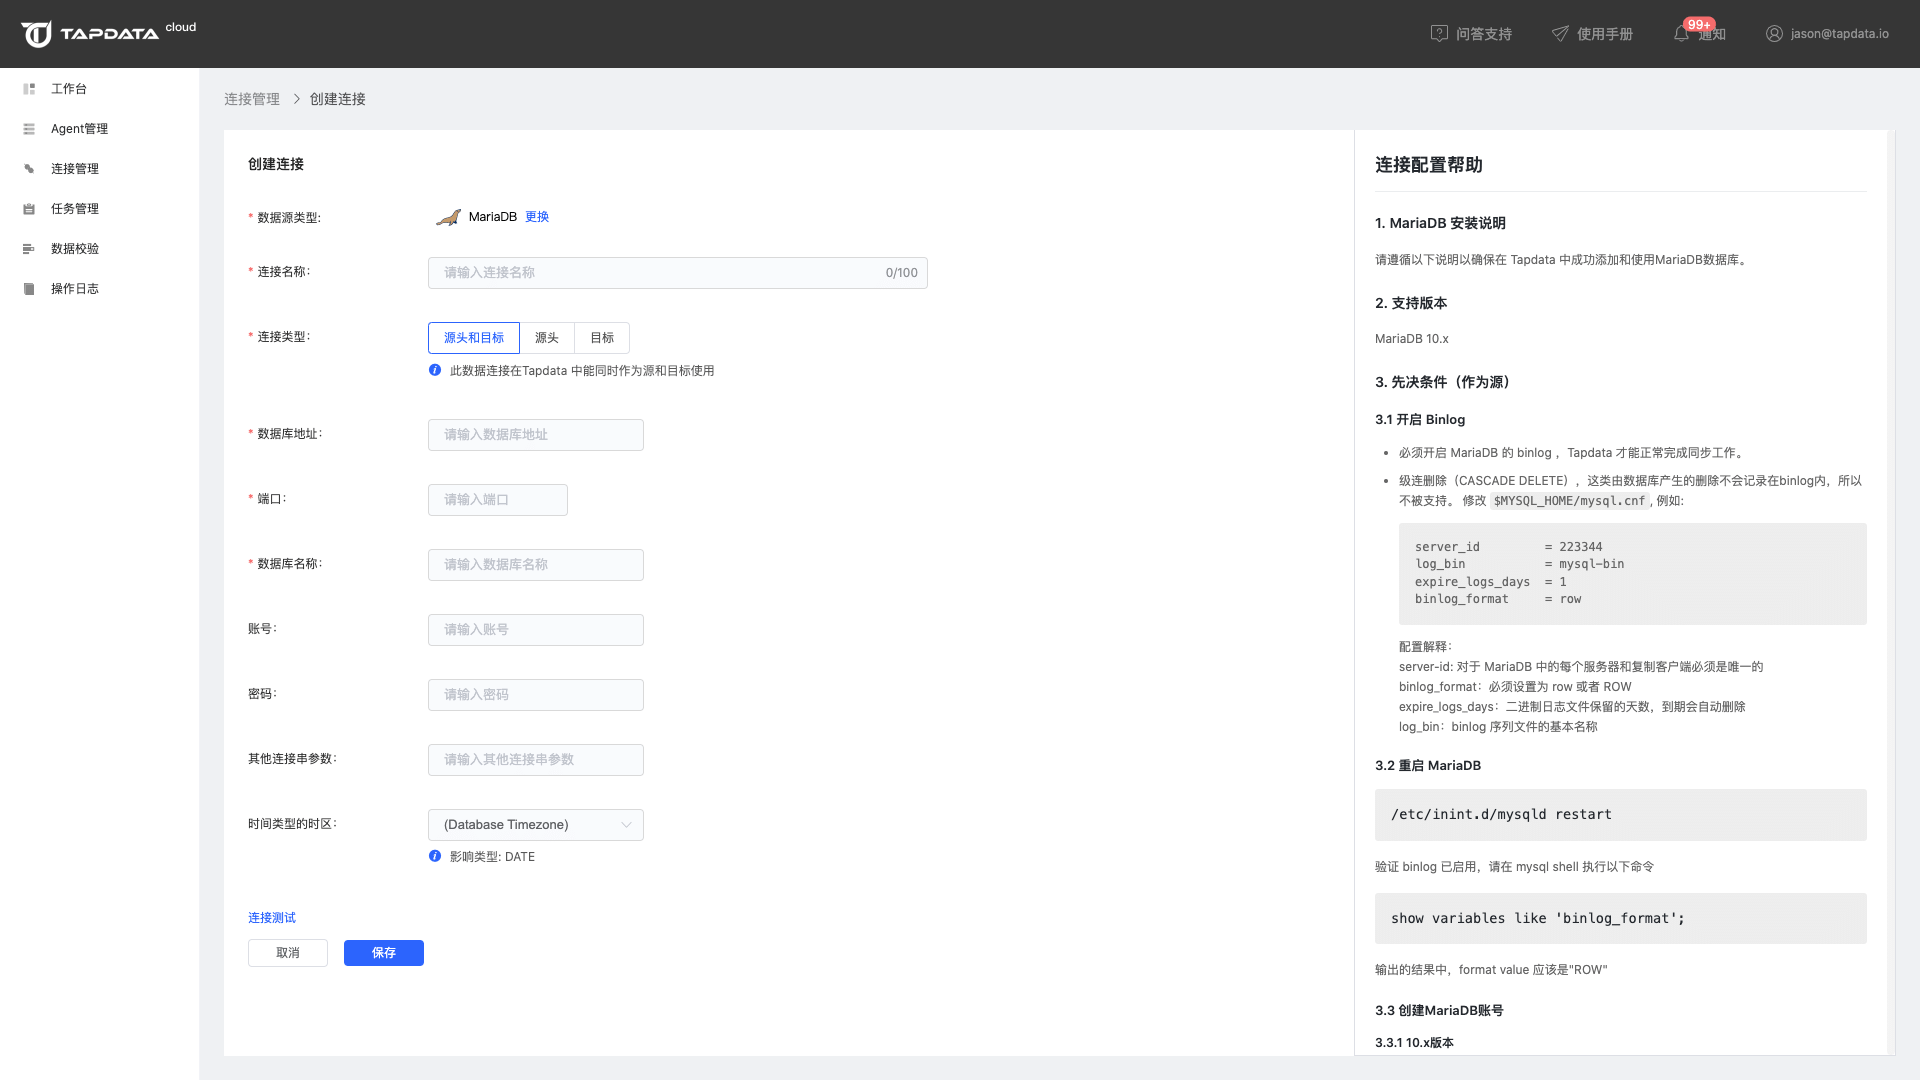 TAPDATA cloud
问答支持
使用手册
99+
通知
jason@tapdata.io
工作台
Agent管理
连接管理
任务管理
数据校验
操作日志
连接管理 > 创建连接
创建连接
* 数据源类型:
MariaDB 更换
* 连接名称:
请输入连接名称 0/100
* 连接类型:
源头和目标 源头 目标
此数据连接在Tapdata 中能同时作为源和目标使用
* 数据库地址:
请输入数据库地址
* 端口:
请输入端口
* 数据库名称:
请输入数据库名称
账号:
请输入账号
密码:
请输入密码
其他连接串参数:
请输入其他连接串参数
时间类型的时区:
(Database Timezone)
影响类型: DATE
连接测试
取消 保存
连接配置帮助
1. MariaDB 安装说明
请遵循以下说明以确保在 Tapdata 中成功添加和使用MariaDB数据库。
2. 支持版本
MariaDB 10.x
3. 先决条件（作为源）
3.1 开启 Binlog
• 必须开启 MariaDB 的 binlog ，Tapdata 才能正常完成同步工作。
• 级连删除（CASCADE DELETE），这类由数据库产生的删除不会记录在binlog内，所以
不被支持。 修改 $MYSQL_HOME/mysql.cnf , 例如:
server_id = 223344
log_bin = mysql-bin
expire_logs_days = 1
binlog_format = row
配置解释：
server-id: 对于 MariaDB 中的每个服务器和复制客户端必须是唯一的
binlog_format：必须设置为 row 或者 ROW
expire_logs_days：二进制日志文件保留的天数，到期会自动删除
log_bin：binlog 序列文件的基本名称
3.2 重启 MariaDB
/etc/inint.d/mysqld restart
验证 binlog 已启用，请在 mysql shell 执行以下命令
show variables like 'binlog_format';
输出的结果中，format value 应该是"ROW"
3.3 创建MariaDB账号
3.3.1 10.x版本